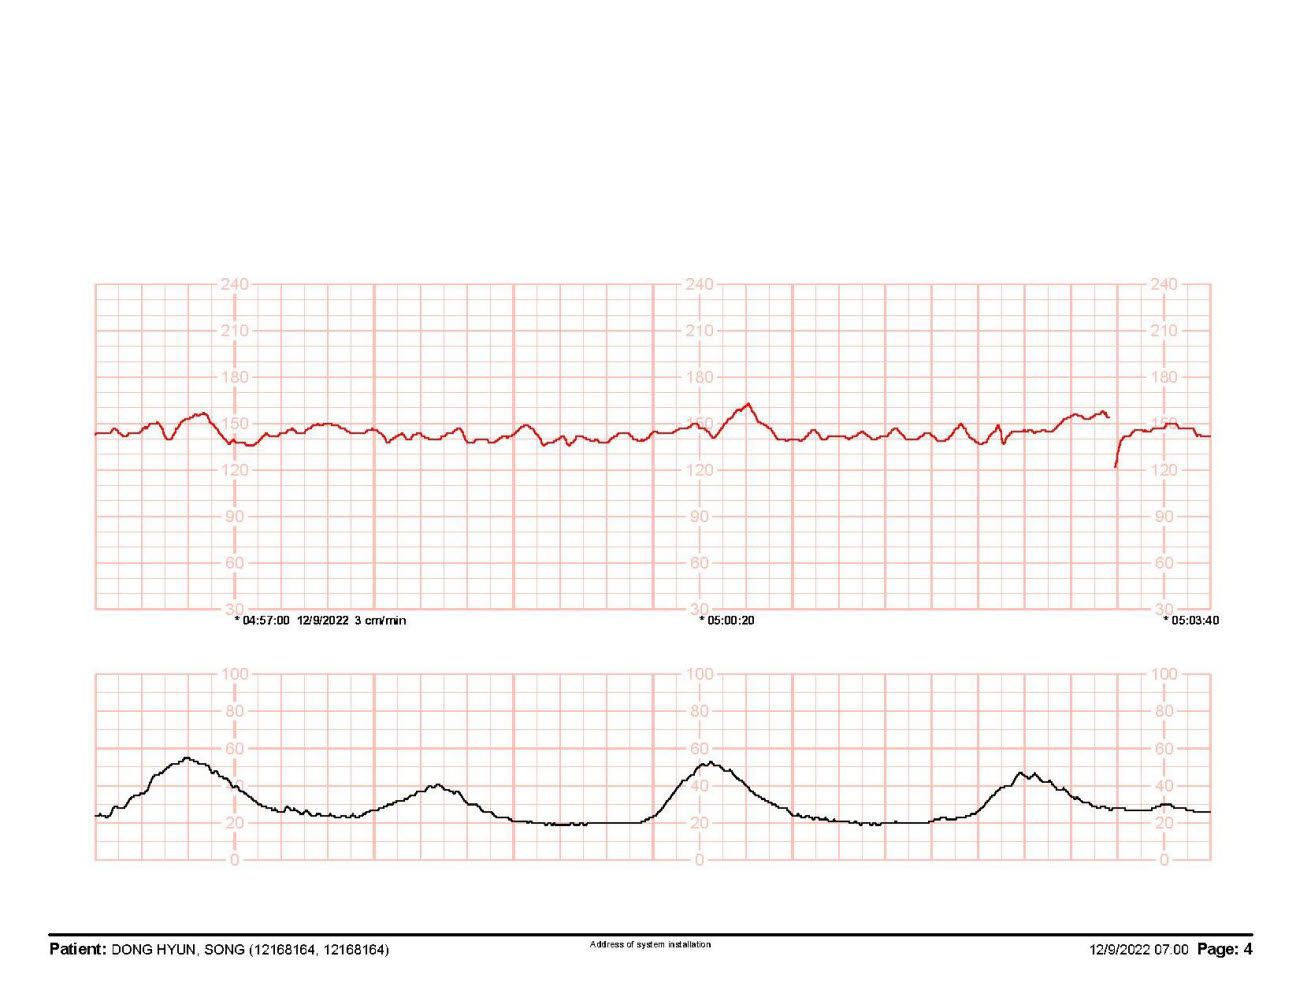 240 240 240
210 210 210
180 180 180
150 150 150
120 120 120
90 90 90
60 60 60
30 30 30
* 04:57:00 12/9/2022 3 cm/min * 05:00:20 * 05:03:40
100 100 100
80 80 80
60 60 60
40 40 40
20 20 20
0 0 0
Patient: DONG HYUN, SONG (12168164, 12168164) Address of system installation 12/9/2022 07:00 Page: 4